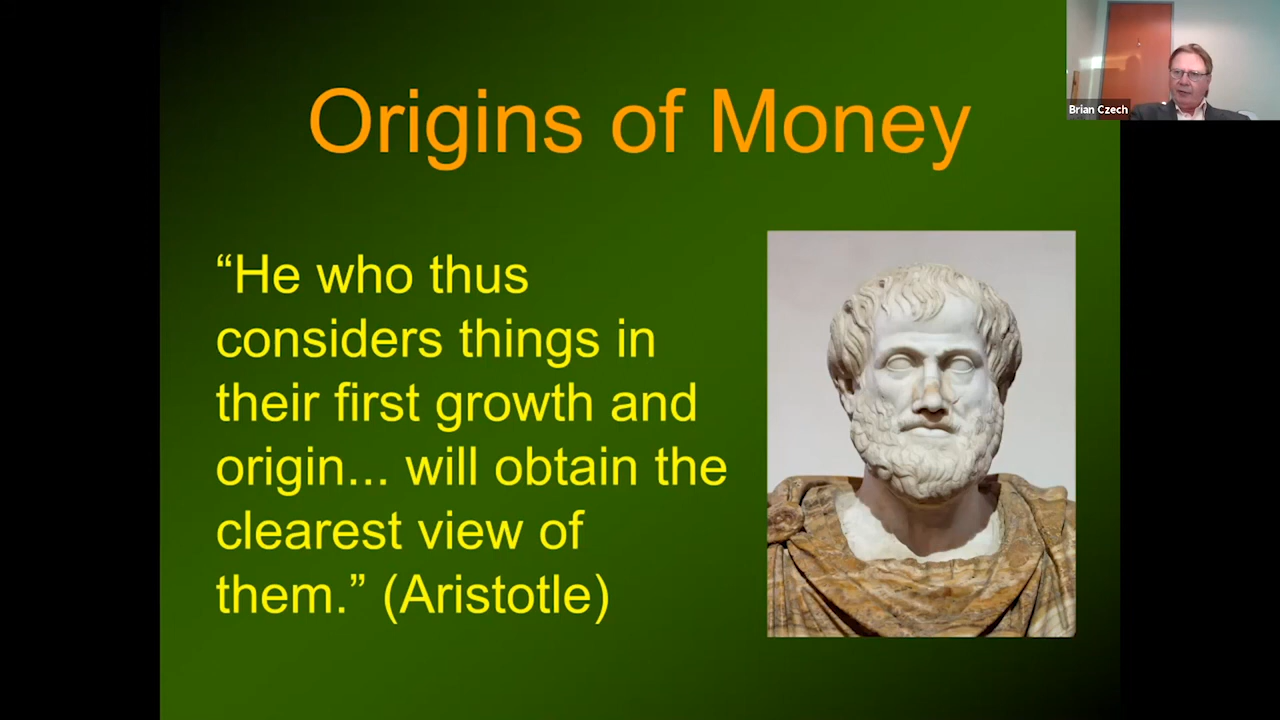 Origins of Money
Brian Czech
“He who thus
considers things in
their first growth and
origin... will obtain the
clearest view of
them.” (Aristotle)